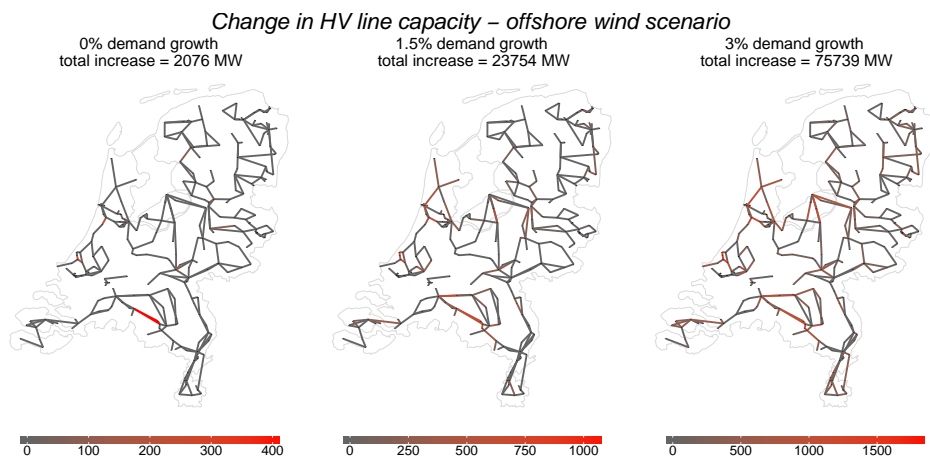 Change in HV line capacity – offshore wind scenario
0% demand growth
total increase = 2076 MW
1.5% demand growth
total increase = 23754 MW
3% demand growth
total increase = 75739 MW
0 100 200 300 400
0 250 500 750 1000
0 500 1000 1500